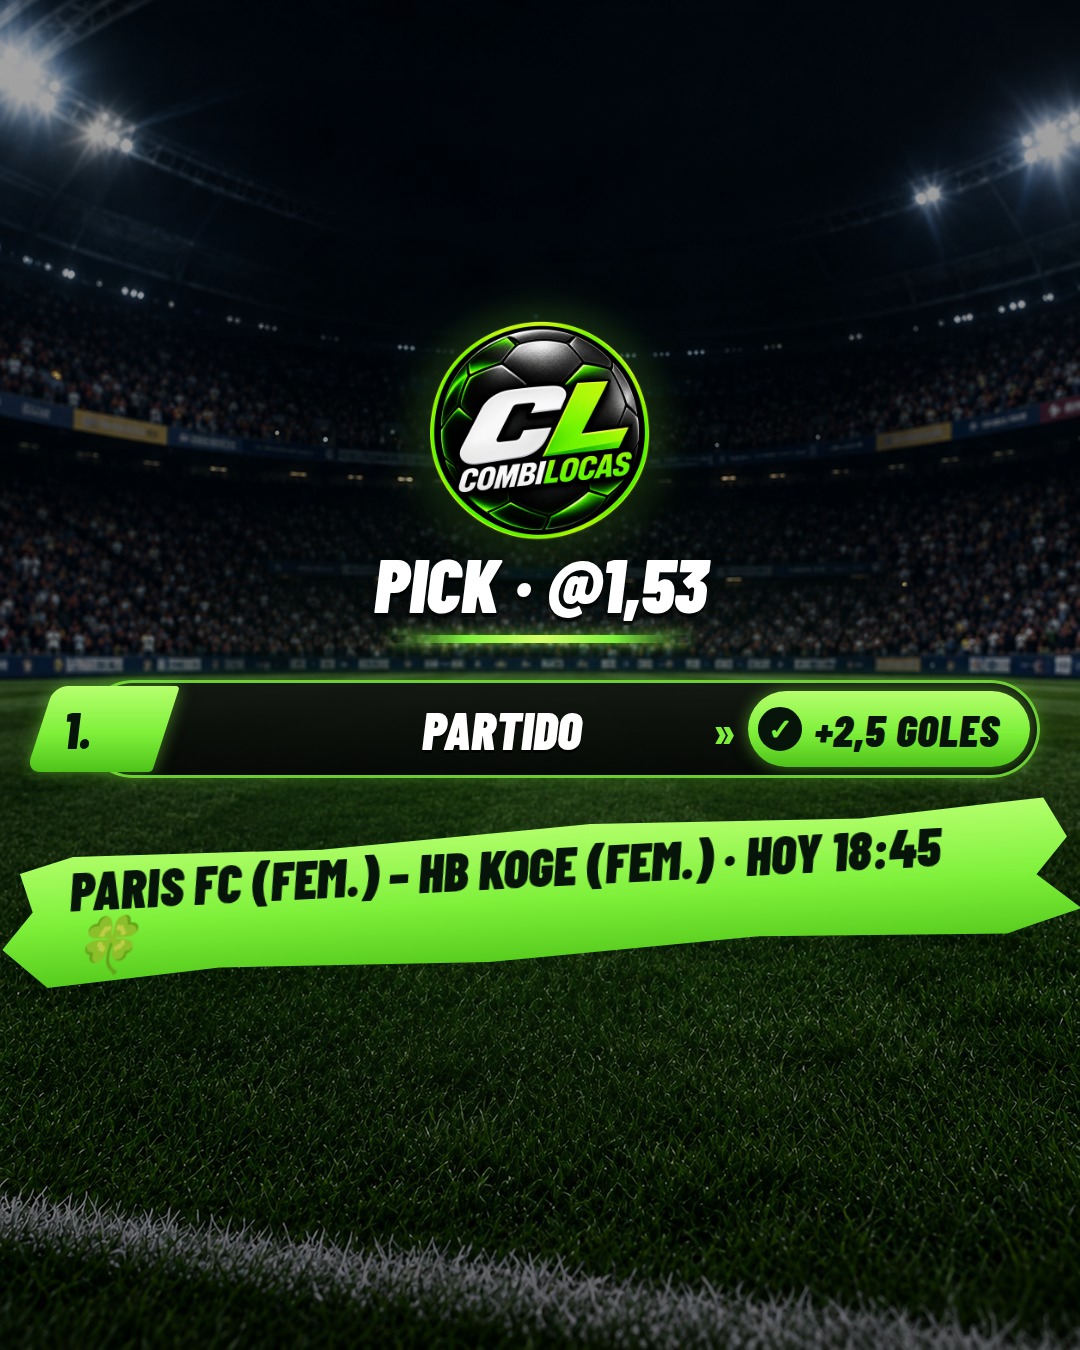 CL
COMBILOCAS
PICK · @1,53
1. PARTIDO » ✓ +2,5 GOLES
PARIS FC (FEM.) – HB KOGE (FEM.) · HOY 18:45
🍀